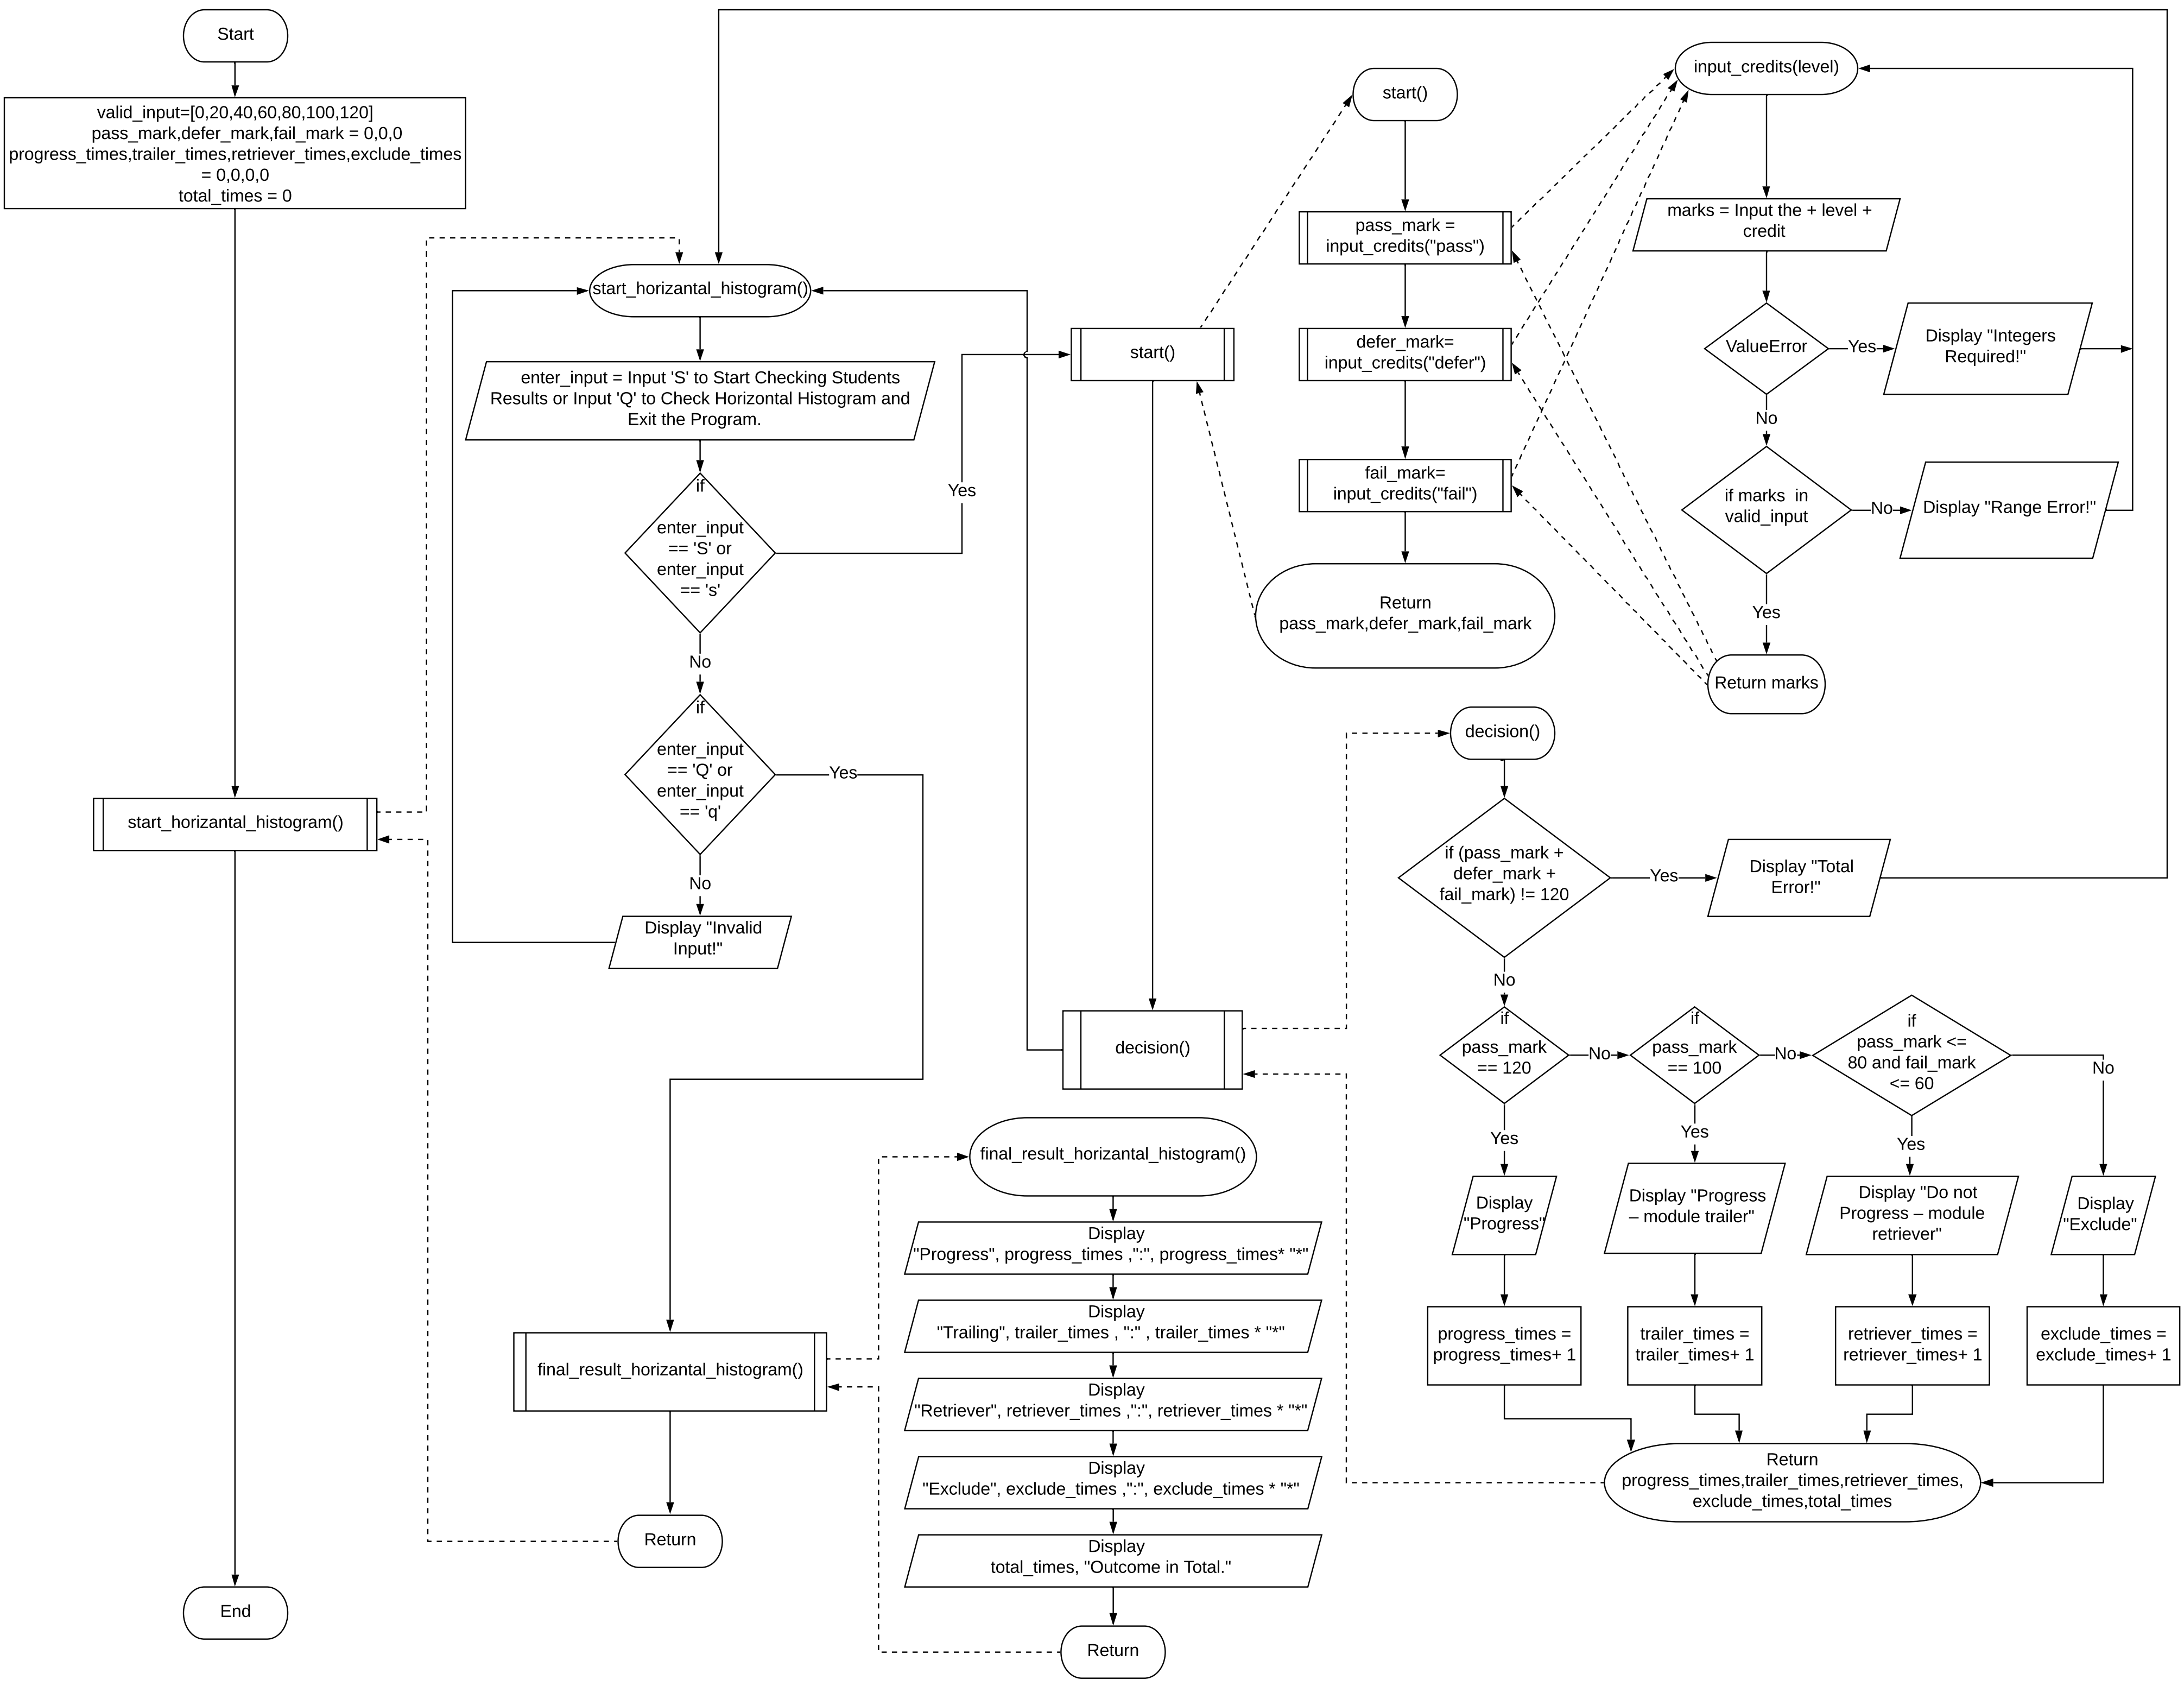 Start
valid_input=[0,20,40,60,80,100,120]
pass_mark,defer_mark,fail_mark = 0,0,0
progress_times,trailer_times,retriever_times,exclude_times
= 0,0,0,0
total_times = 0
start_horizantal_histogram()
End
start_horizantal_histogram()
enter_input = Input 'S' to Start Checking Students
Results or Input 'Q' to Check Horizontal Histogram and
Exit the Program.
if
enter_input
== 'S' or
enter_input
== 's'
Yes
No
if
enter_input
== 'Q' or
enter_input
== 'q'
Yes
No
Display "Invalid
Input!"
final_result_horizantal_histogram()
Return
start()
decision()
final_result_horizantal_histogram()
Display
"Progress", progress_times ,":", progress_times* "*"
Display
"Trailing", trailer_times , ":" , trailer_times * "*"
Display
"Retriever", retriever_times ,":", retriever_times * "*"
Display
"Exclude", exclude_times ,":", exclude_times * "*"
Display
total_times, "Outcome in Total."
Return
start()
pass_mark =
input_credits("pass")
defer_mark=
input_credits("defer")
fail_mark=
input_credits("fail")
Return
pass_mark,defer_mark,fail_mark
input_credits(level)
marks = Input the + level +
credit
ValueError
Yes
Display "Integers
Required!"
No
if marks  in
valid_input
No
Display "Range Error!"
Yes
Return marks
decision()
if (pass_mark +
defer_mark +
fail_mark) != 120
Yes
Display "Total
Error!"
No
if
pass_mark
== 120
No
if
pass_mark
== 100
No
if
pass_mark <=
80 and fail_mark
<= 60
No
Yes
Yes
Yes
Display
"Progress"
Display "Progress
– module trailer"
Display "Do not
Progress – module
retriever"
Display
"Exclude"
progress_times =
progress_times+ 1
trailer_times =
trailer_times+ 1
retriever_times =
retriever_times+ 1
exclude_times =
exclude_times+ 1
Return
progress_times,trailer_times,retriever_times,
exclude_times,total_times